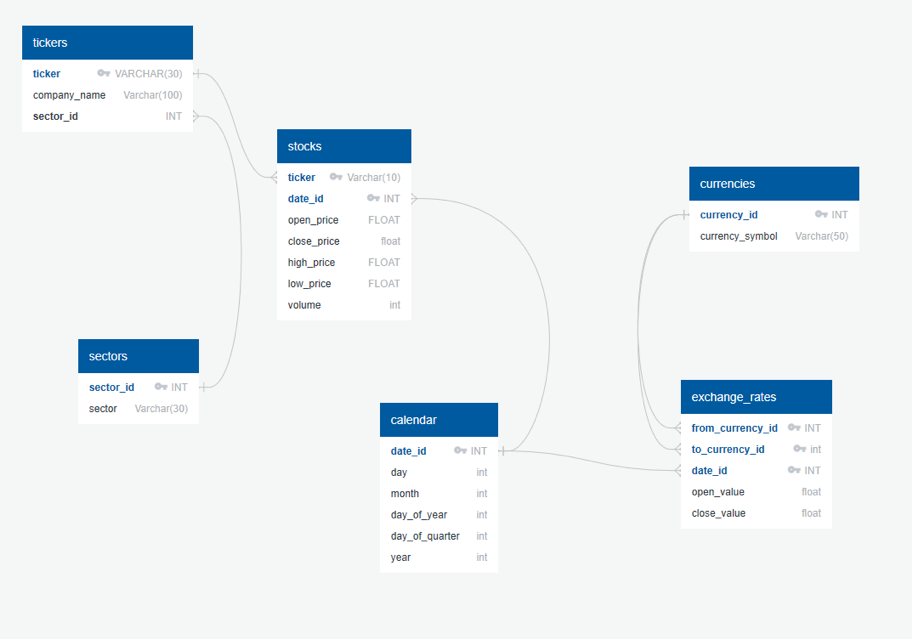 tickers
ticker VARCHAR(30)
company_name Varchar(100)
sector_id INT
stocks
ticker Varchar(10)
date_id INT
open_price FLOAT
close_price float
high_price FLOAT
low_price FLOAT
volume int
currencies
currency_id INT
currency_symbol Varchar(50)
sectors
sector_id INT
sector Varchar(30)
calendar
date_id INT
day int
month int
day_of_year int
day_of_quarter int
year int
exchange_rates
from_currency_id INT
to_currency_id int
date_id INT
open_value float
close_value float